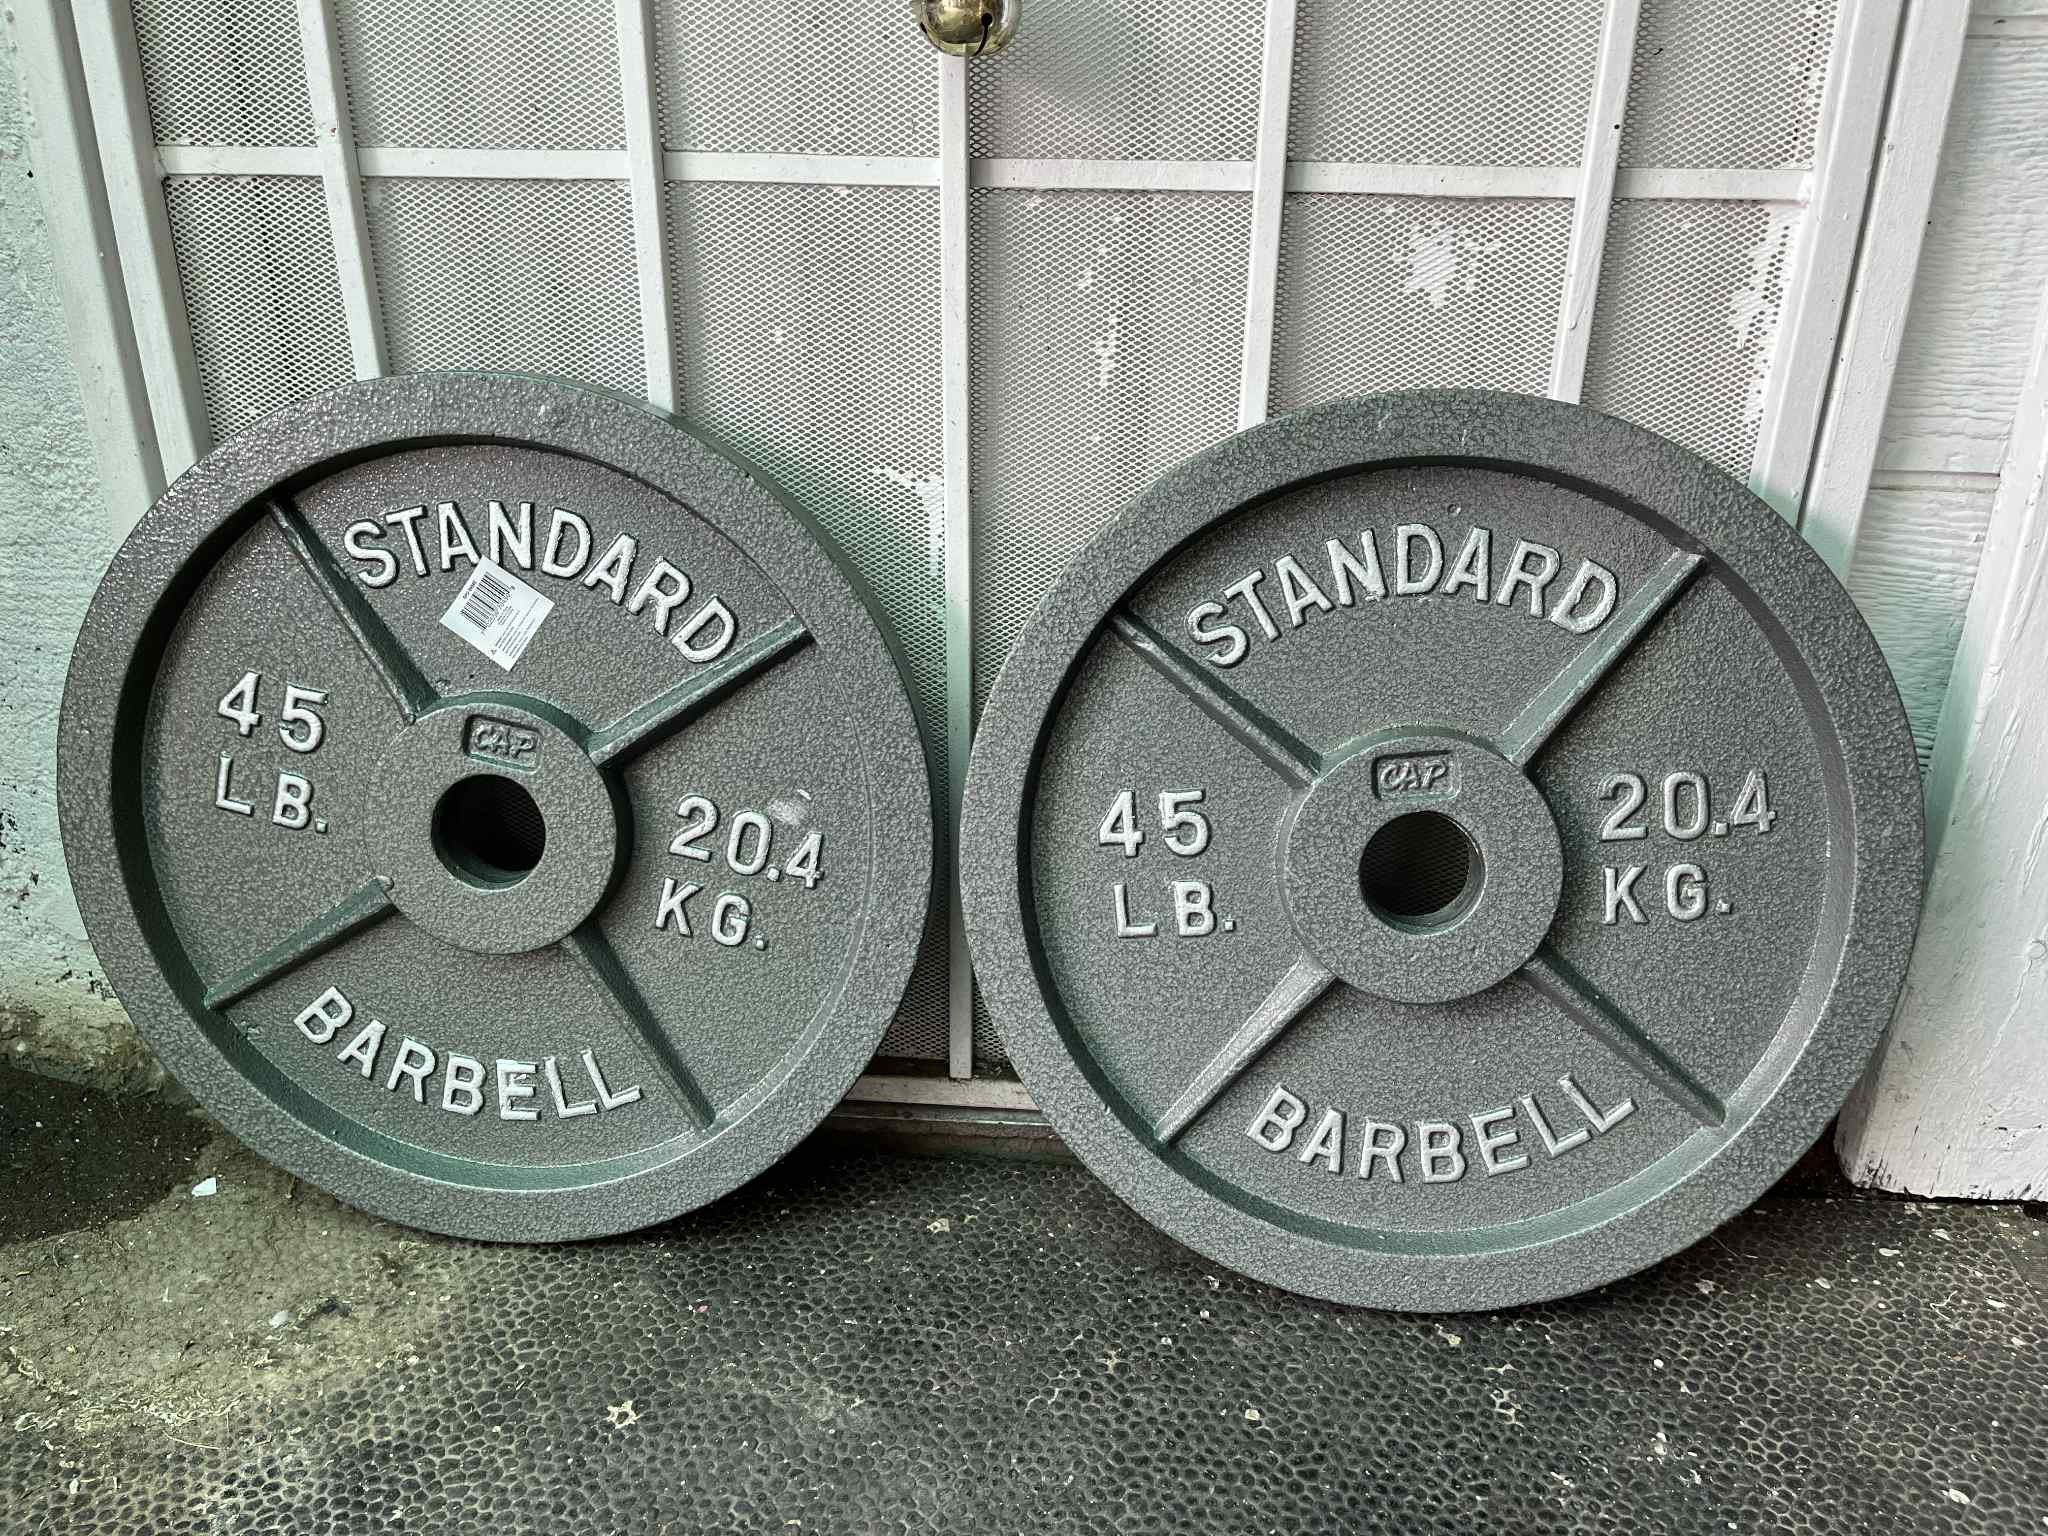 STANDARD
CAP
45
LB.
20.4
KG.
BARBELL
STANDARD
CAP
45
LB.
20.4
KG.
BARBELL